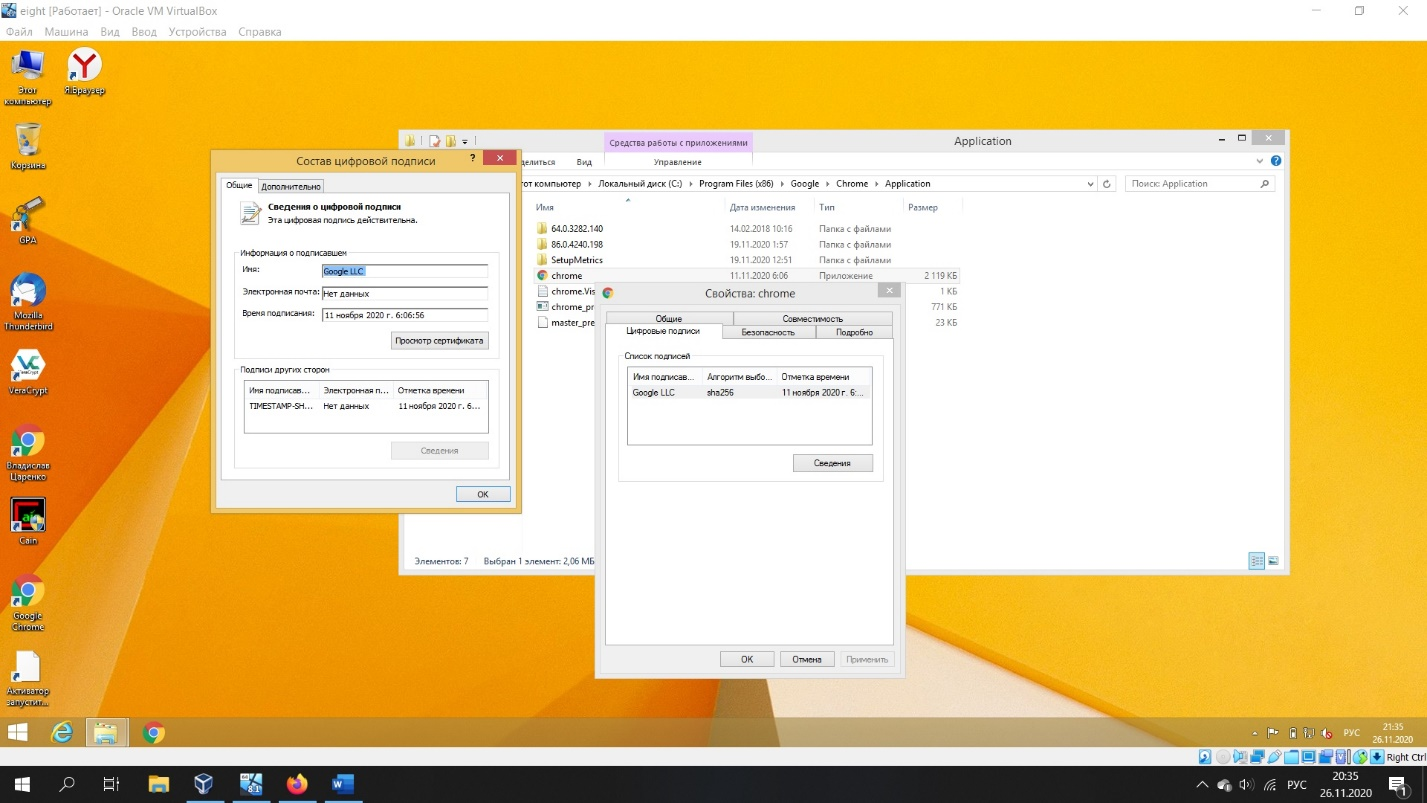 eight [Работает] - Oracle VM VirtualBox
Файл Машина Вид Ввод Устройства Справка
Этот компьютер
Я.Браузер
Корзина
GPA
Mozilla Thunderbird
VeraCrypt
Владислав Царенко
Cain
Google Chrome
Активатор запустит...
Средства работы с приложениями
Application
делиться Вид Управление
тот компьютер Локальный диск (C:) Program Files (x86) Google Chrome Application
Поиск: Application
Имя Дата изменения Тип Размер
64.0.3282.140 14.02.2018 10:16 Папка с файлами
86.0.4240.198 19.11.2020 1:57 Папка с файлами
SetupMetrics 19.11.2020 12:51 Папка с файлами
chrome 11.11.2020 6:06 Приложение 2 119 КБ
chrome.Vis 1 КБ
chrome_pr 771 КБ
master_pre 23 КБ
Элементов: 7 Выбран 1 элемент: 2,06 МБ
Состав цифровой подписи
?
Общие Дополнительно
Сведения о цифровой подписи
Эта цифровая подпись действительна.
Информация о подписавшем
Имя: Google LLC
Электронная почта: Нет данных
Время подписания: 11 ноября 2020 г. 6:06:56
Просмотр сертификата
Подписи других сторон
Имя подписав... Электронная п... Отметка времени
TIMESTAMP-SH... Нет данных 11 ноября 2020 г. 6...
Сведения
OK
Свойства: chrome
Общие Совместимость
Цифровые подписи Безопасность Подробно
Список подписей
Имя подписав... Алгоритм выбо... Отметка времени
Google LLC sha256 11 ноября 2020 г. 6:...
Сведения
OK Отмена Применить
РУС
21:35
26.11.2020
Right Ctrl
РУС
20:35
26.11.2020
1